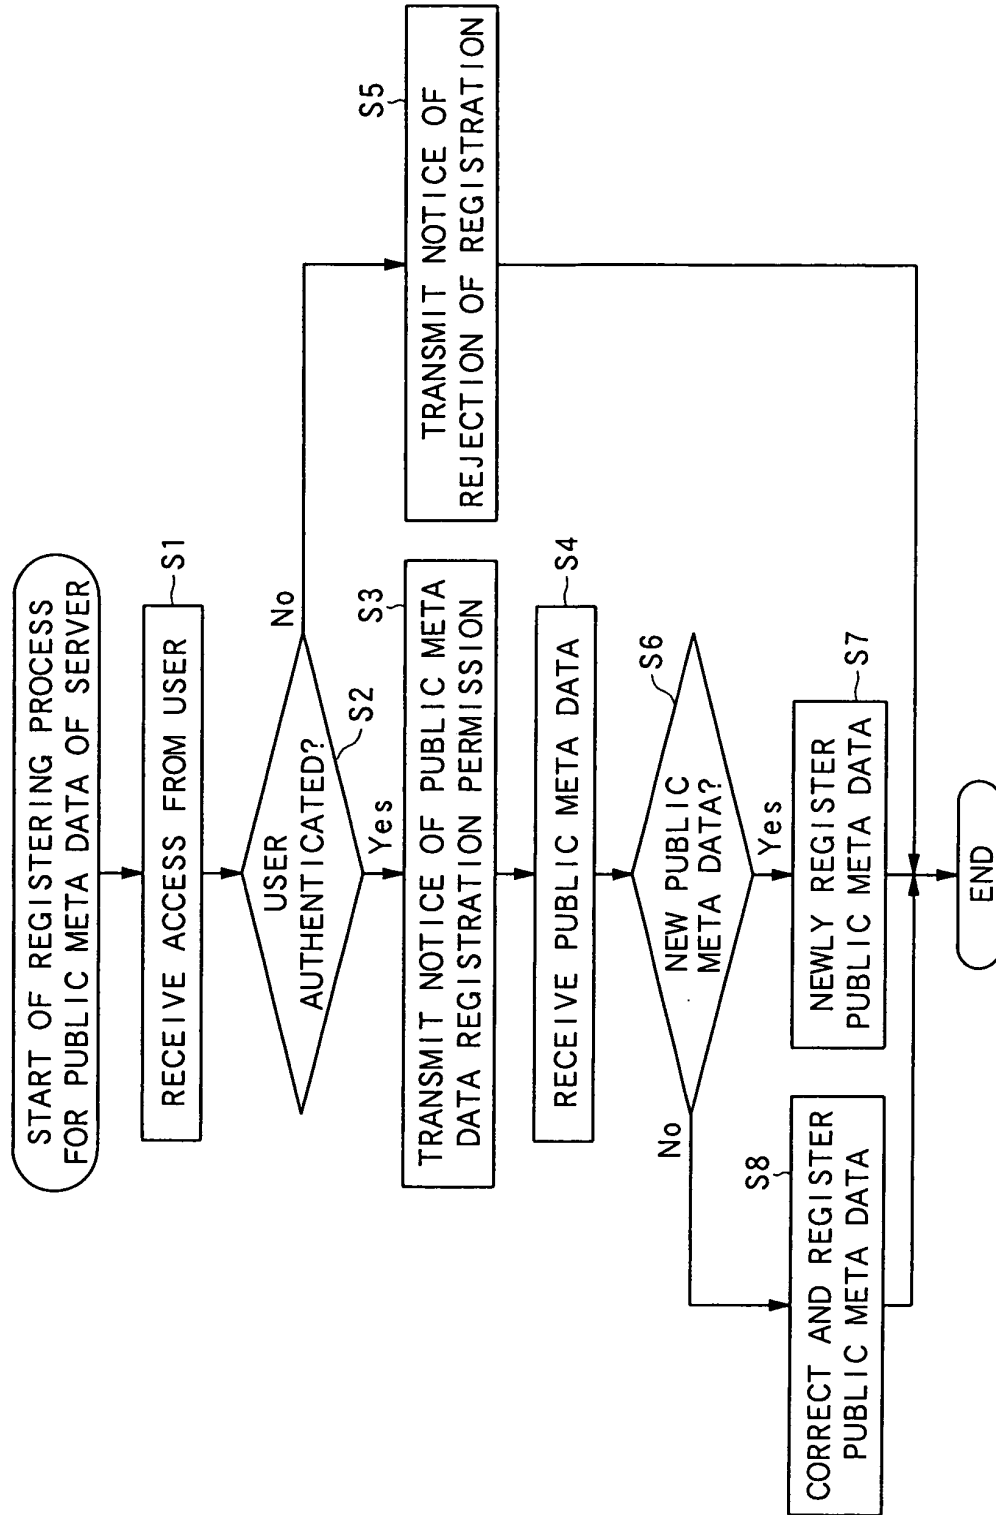 START OF REGISTERING PROCESS
FOR PUBLIC META DATA OF SERVER
RECEIVE ACCESS FROM USER
S1
USER
AUTHENTICATED?
S2
No
Yes
TRANSMIT NOTICE OF PUBLIC META
DATA REGISTRATION PERMISSION
S3
TRANSMIT NOTICE OF
REJECTION OF REGISTRATION
S5
RECEIVE PUBLIC META DATA
S4
NEW PUBLIC
META DATA?
S6
No
Yes
CORRECT AND REGISTER
PUBLIC META DATA
S8
NEWLY REGISTER
PUBLIC META DATA
S7
END